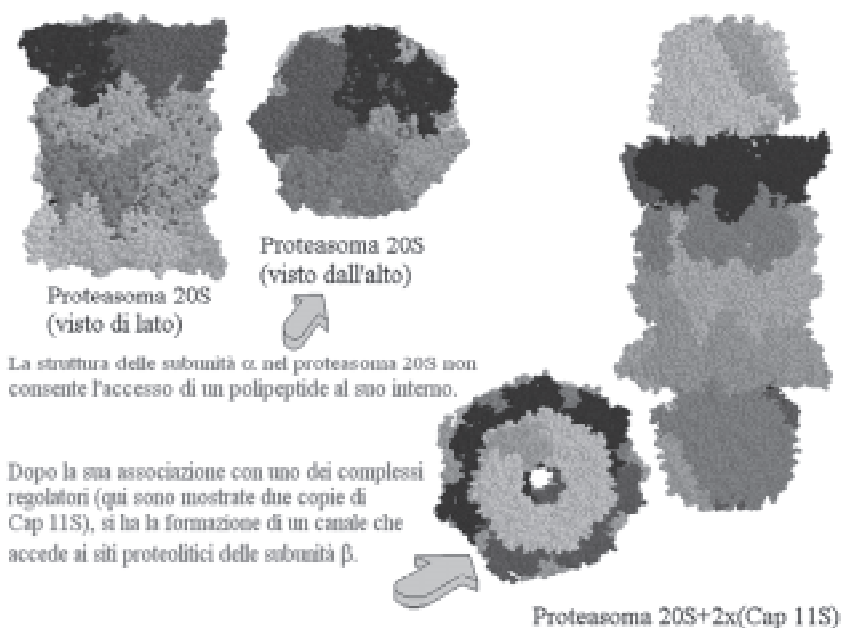 Proteasoma 20S
(visto di lato)
Proteasoma 20S
(visto dall'alto)
La struttura delle subunità α nel proteasoma 20S non
consente l'accesso di un polipeptide al suo interno.
Dopo la sua associazione con uno dei complessi
regolatori (qui sono mostrate due copie di
Cap 11S), si ha la formazione di un canale che
accede ai siti proteolitici delle subunità β.
Proteasoma 20S+2x(Cap 11S)